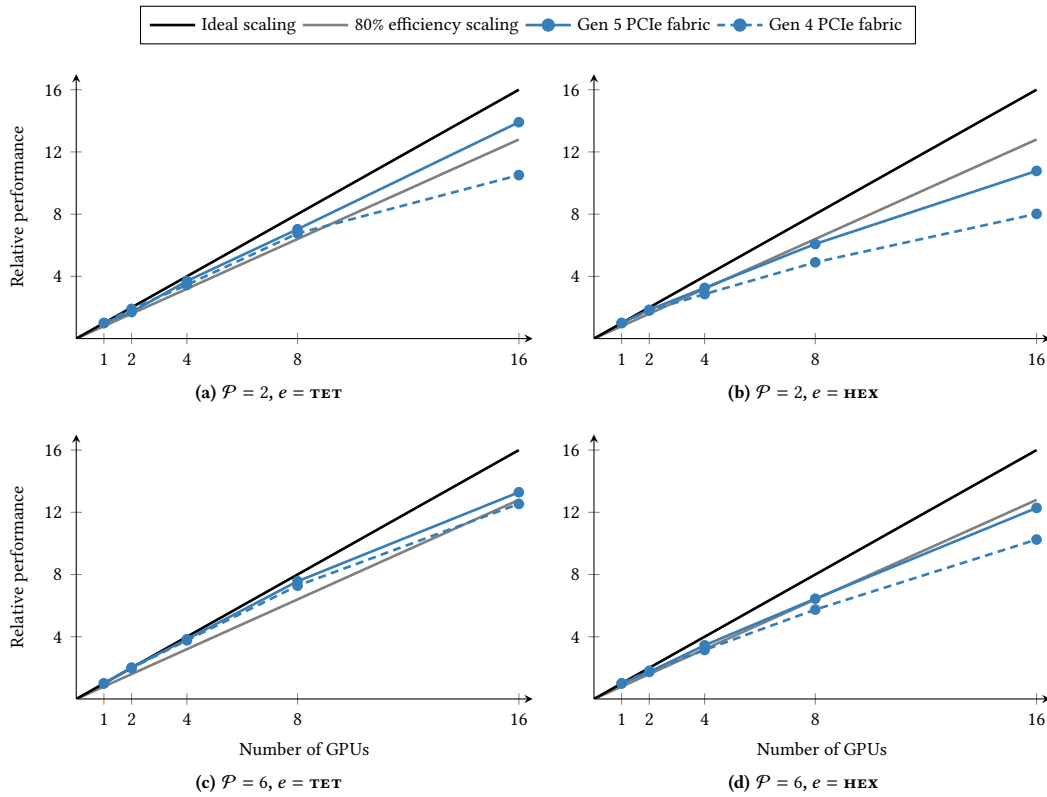 Ideal scaling 80% efficiency scaling Gen 5 PCIe fabric Gen 4 PCIe fabric
16
12
8
4
Relative performance
1 2 4 8 16
(a) 𝒫 = 2, e = TET
16
12
8
4
1 2 4 8 16
(b) 𝒫 = 2, e = HEX
16
12
8
4
Relative performance
1 2 4 8 16
Number of GPUs
(c) 𝒫 = 6, e = TET
16
12
8
4
1 2 4 8 16
Number of GPUs
(d) 𝒫 = 6, e = HEX